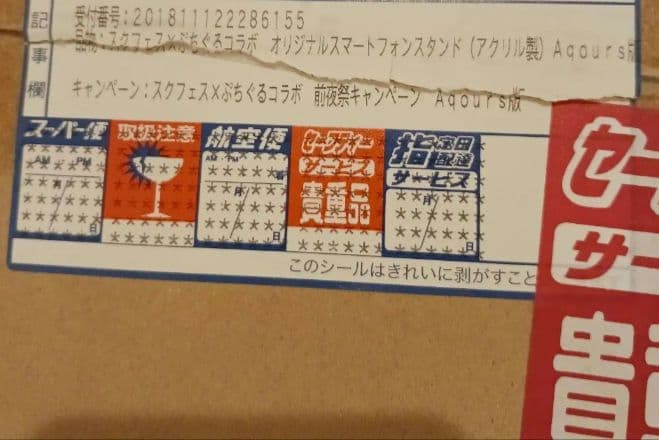 記 受付番号：201811122286155
品物：スクフェス×ぷちぐるコラボ オリジナルスマートフォンスタンド（アクリル製）Aqours版
事
欄 キャンペーン：スクフェス×ぷちぐるコラボ 前夜祭キャンペーン Aqours版
スーパー便 取扱注意 航空便 セーフティーサービス 貴重品 指定日配達サービス
AM PM
月 日
月 日
月 日
このシールはきれいに剥がすこと
セー
サー